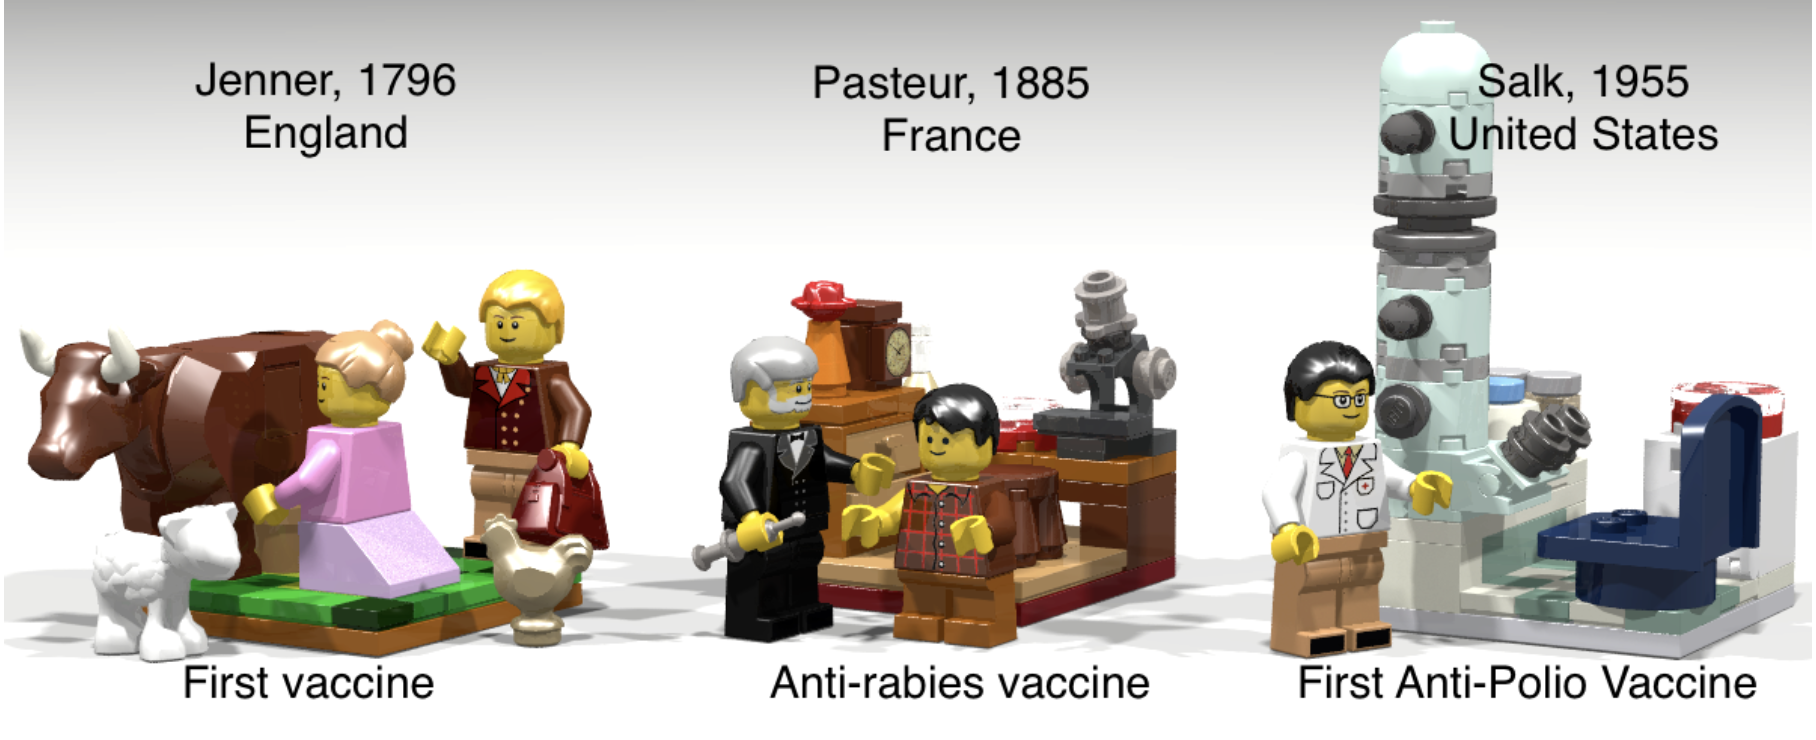 Jenner, 1796
England
First vaccine
Pasteur, 1885
France
Anti-rabies vaccine
Salk, 1955
United States
First Anti-Polio Vaccine